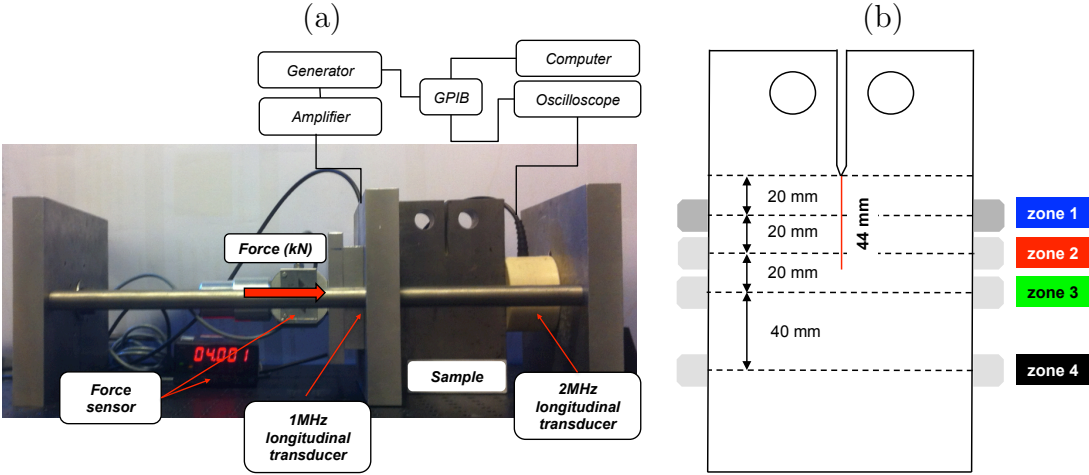 (a)
Generator
Amplifier
GPIB
Computer
Oscilloscope
Force (kN)
04.001
Force
sensor
1MHz
longitudinal
transducer
Sample
2MHz
longitudinal
transducer
(b)
20 mm
20 mm
20 mm
40 mm
44 mm
zone 1
zone 2
zone 3
zone 4